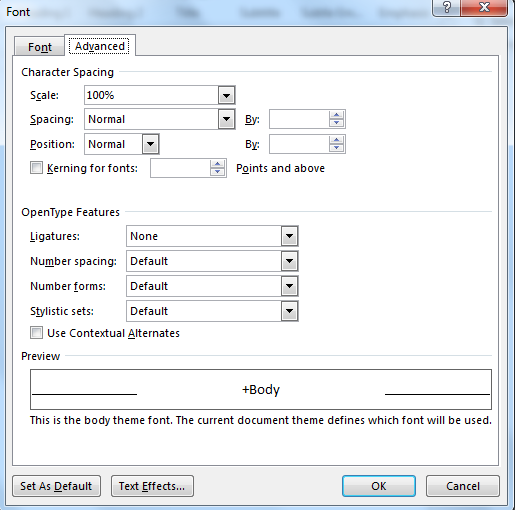 Font
Font Advanced
Character Spacing
Scale: 100%
Spacing: Normal By:
Position: Normal By:
Kerning for fonts: Points and above
OpenType Features
Ligatures: None
Number spacing: Default
Number forms: Default
Stylistic sets: Default
Use Contextual Alternates
Preview
+Body
This is the body theme font. The current document theme defines which font will be used.
Set As Default Text Effects... OK Cancel